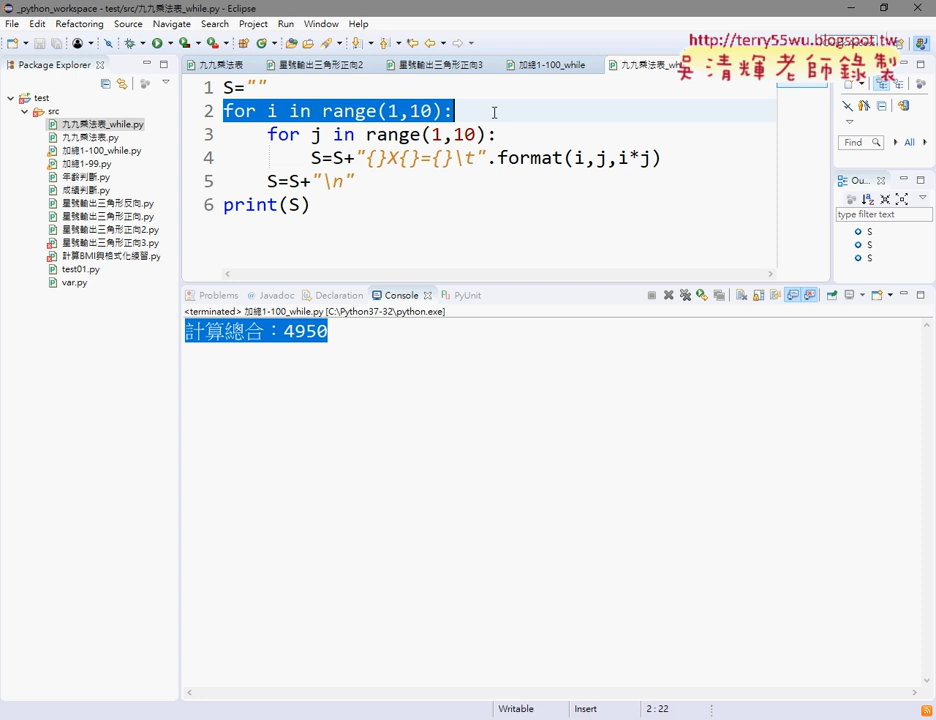 _python_workspace - test/src/九九乘法表_while.py - Eclipse
File Edit Refactoring Source Navigate Search Project Run Window Help
http://terry55wu.blogspot.tw
吳清輝老師錄製
Package Explorer
九九乘法表
星號輸出三角形正向2
星號輸出三角形正向3
加總1-100_while
九九乘法表_wh
test
src
九九乘法表_while.py
九九乘法表.py
加總1-100_while.py
加總1-99.py
年齡判斷.py
成績判斷.py
星號輸出三角形反向.py
星號輸出三角形正向.py
星號輸出三角形正向2.py
星號輸出三角形正向3.py
計算BMI與格式化練習.py
test01.py
var.py
1 S=""
2 for i in range(1,10):
3 for j in range(1,10):
4 S=S+"{}X{}={}\t".format(i,j,i*j)
5 S=S+"\n"
6 print(S)
Find
All
Ou...
type filter text
S
S
S
Problems Javadoc Declaration Console PyUnit
<terminated> 加總1-100_while.py [C:\Python37-32\python.exe]
計算總合：4950
Writable Insert 2 : 22